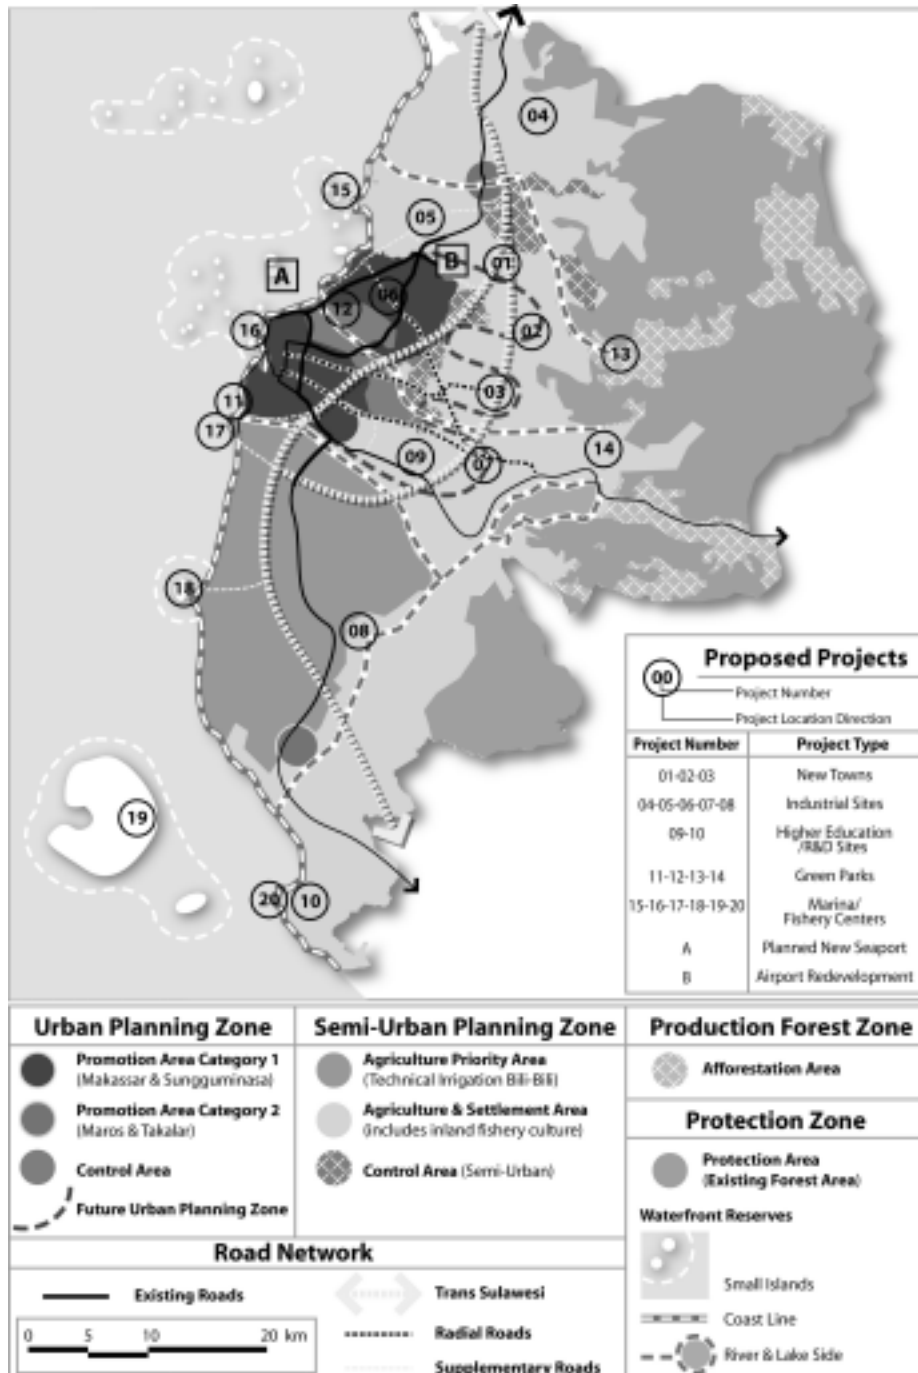 04
15
05
A
B
01
06
12
16
02
13
03
11
17
14
09
07
18
08
19
20
10
Proposed Projects
00
Project Number
Project Location Direction
Project Number Project Type
01-02-03 New Towns
04-05-06-07-08 Industrial Sites
09-10 Higher Education
/R&D Sites
11-12-13-14 Green Parks
15-16-17-18-19-20 Marina/
Fishery Centers
A Planned New Seaport
B Airport Redevelopment
Urban Planning Zone
Promotion Area Category 1
(Makassar & Sungguminasa)
Promotion Area Category 2
(Maros & Takalar)
Control Area
Future Urban Planning Zone
Semi-Urban Planning Zone
Agriculture Priority Area
(Technical Irrigation Bili-Bili)
Agriculture & Settlement Area
(includes inland fishery culture)
Control Area (Semi-Urban)
Production Forest Zone
Afforestation Area
Protection Zone
Protection Area
(Existing Forest Area)
Waterfront Reserves
Small Islands
Coast Line
River & Lake Side
Road Network
Existing Roads
0 5 10 20 km
Trans Sulawesi
Radial Roads
Supplementary Roads